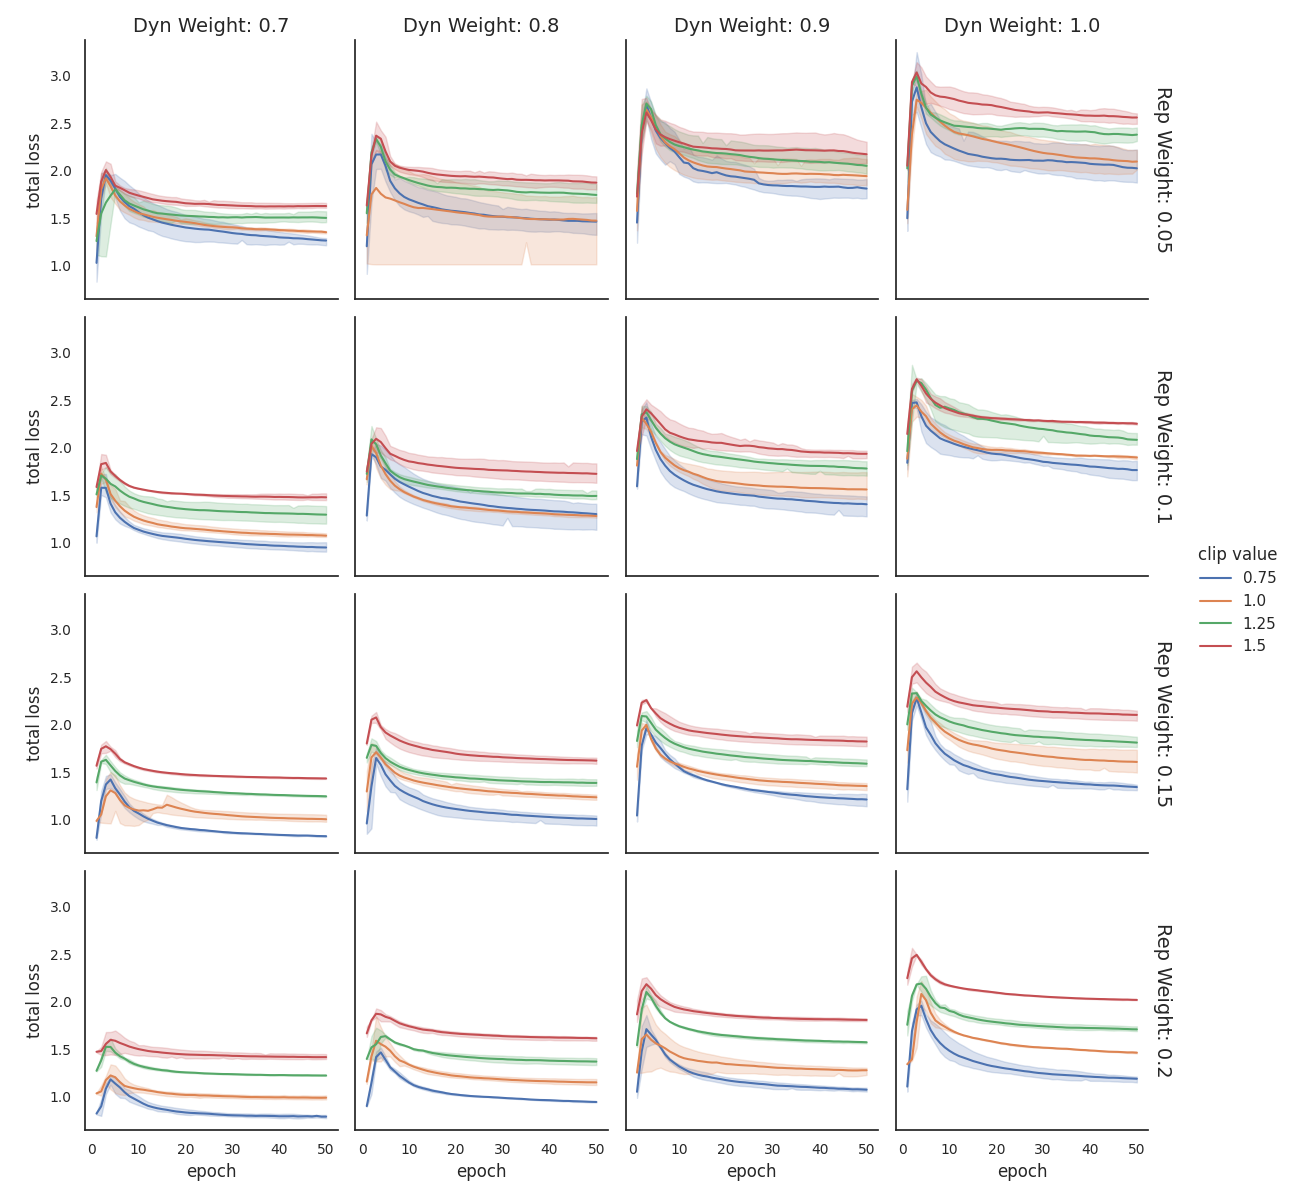 Dyn Weight: 0.7
Dyn Weight: 0.8
Dyn Weight: 0.9
Dyn Weight: 1.0
3.0
2.5
2.0
1.5
1.0
total loss
Rep Weight: 0.05
3.0
2.5
2.0
1.5
1.0
total loss
Rep Weight: 0.1
clip value
0.75
1.0
1.25
1.5
3.0
2.5
2.0
1.5
1.0
total loss
Rep Weight: 0.15
3.0
2.5
2.0
1.5
1.0
total loss
Rep Weight: 0.2
0 10 20 30 40 50
epoch
0 10 20 30 40 50
epoch
0 10 20 30 40 50
epoch
0 10 20 30 40 50
epoch